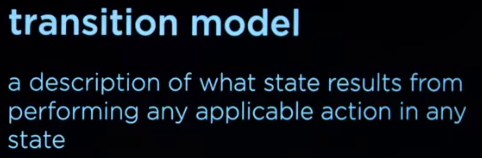 transition model
a description of what state results from
performing any applicable action in any
state